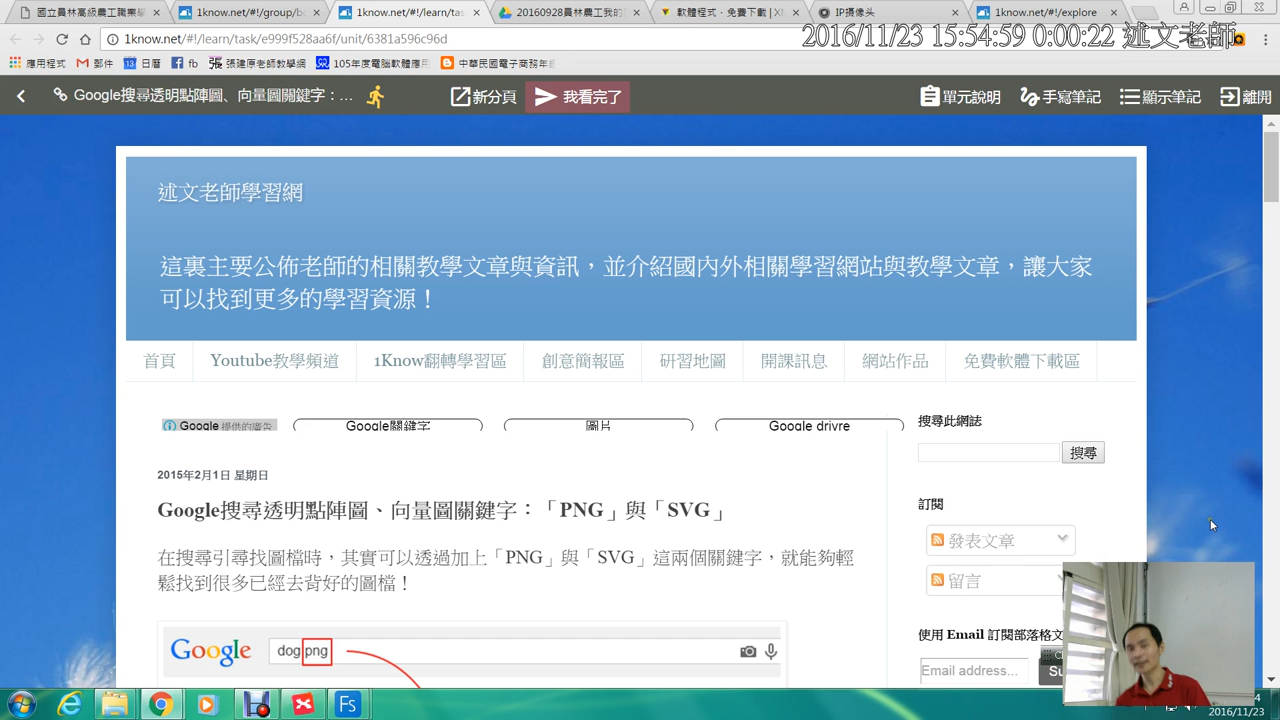 國立員林高級農工職業學
1know.net/#!/group/b
1know.net/#!/learn/tas
20160928員林農工我的
軟體程式．免費下載 | XI
IP摄像头
1know.net/#!/explore
1know.net/#!/learn/task/e999f528aa6f/unit/6381a596c96d
2016/11/23 15:54:59 0:00:22 述文老師
應用程式
郵件
日曆
fb
張建原老師教學網
105年度電腦軟體應用
中華民國電子商務年
Google搜尋透明點陣圖、向量圖關鍵字：...
新分頁
我看完了
單元說明
手寫筆記
顯示筆記
離開
述文老師學習網
這裏主要公佈老師的相關教學文章與資訊，並介紹國內外相關學習網站與教學文章，讓大家
可以找到更多的學習資源！
首頁
Youtube教學頻道
1Know翻轉學習區
創意簡報區
研習地圖
開課訊息
網站作品
免費軟體下載區
Google 提供的廣告
Google關鍵字
圖片
Google drivre
搜尋此網誌
搜尋
2015年2月1日 星期日
Google搜尋透明點陣圖、向量圖關鍵字：「PNG」與「SVG」
訂閱
發表文章
留言
在搜尋引尋找圖檔時，其實可以透過加上「PNG」與「SVG」這兩個關鍵字，就能夠輕
鬆找到很多已經去背好的圖檔！
使用 Email 訂閱部落格文
Google
dog png
Email address...
Su
Fs
2016/11/23